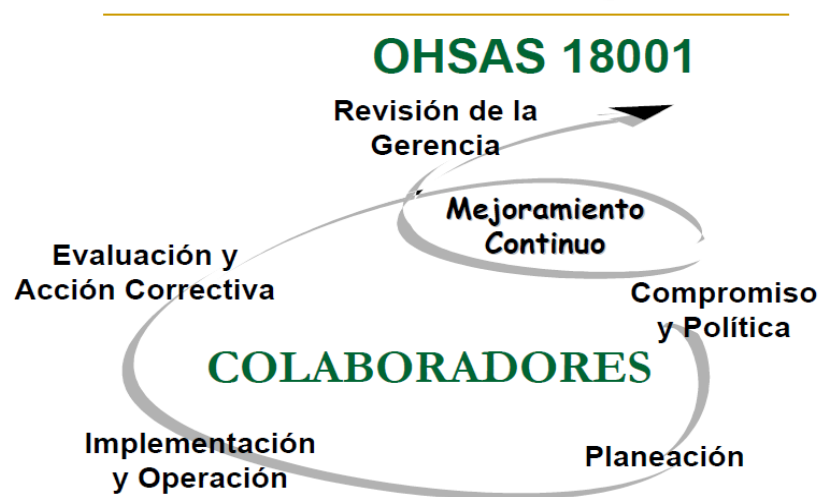 OHSAS 18001
Revisión de la
Gerencia
Mejoramiento
Continuo
Evaluación y
Acción Correctiva
Compromiso
y Política
COLABORADORES
Implementación
y Operación
Planeación